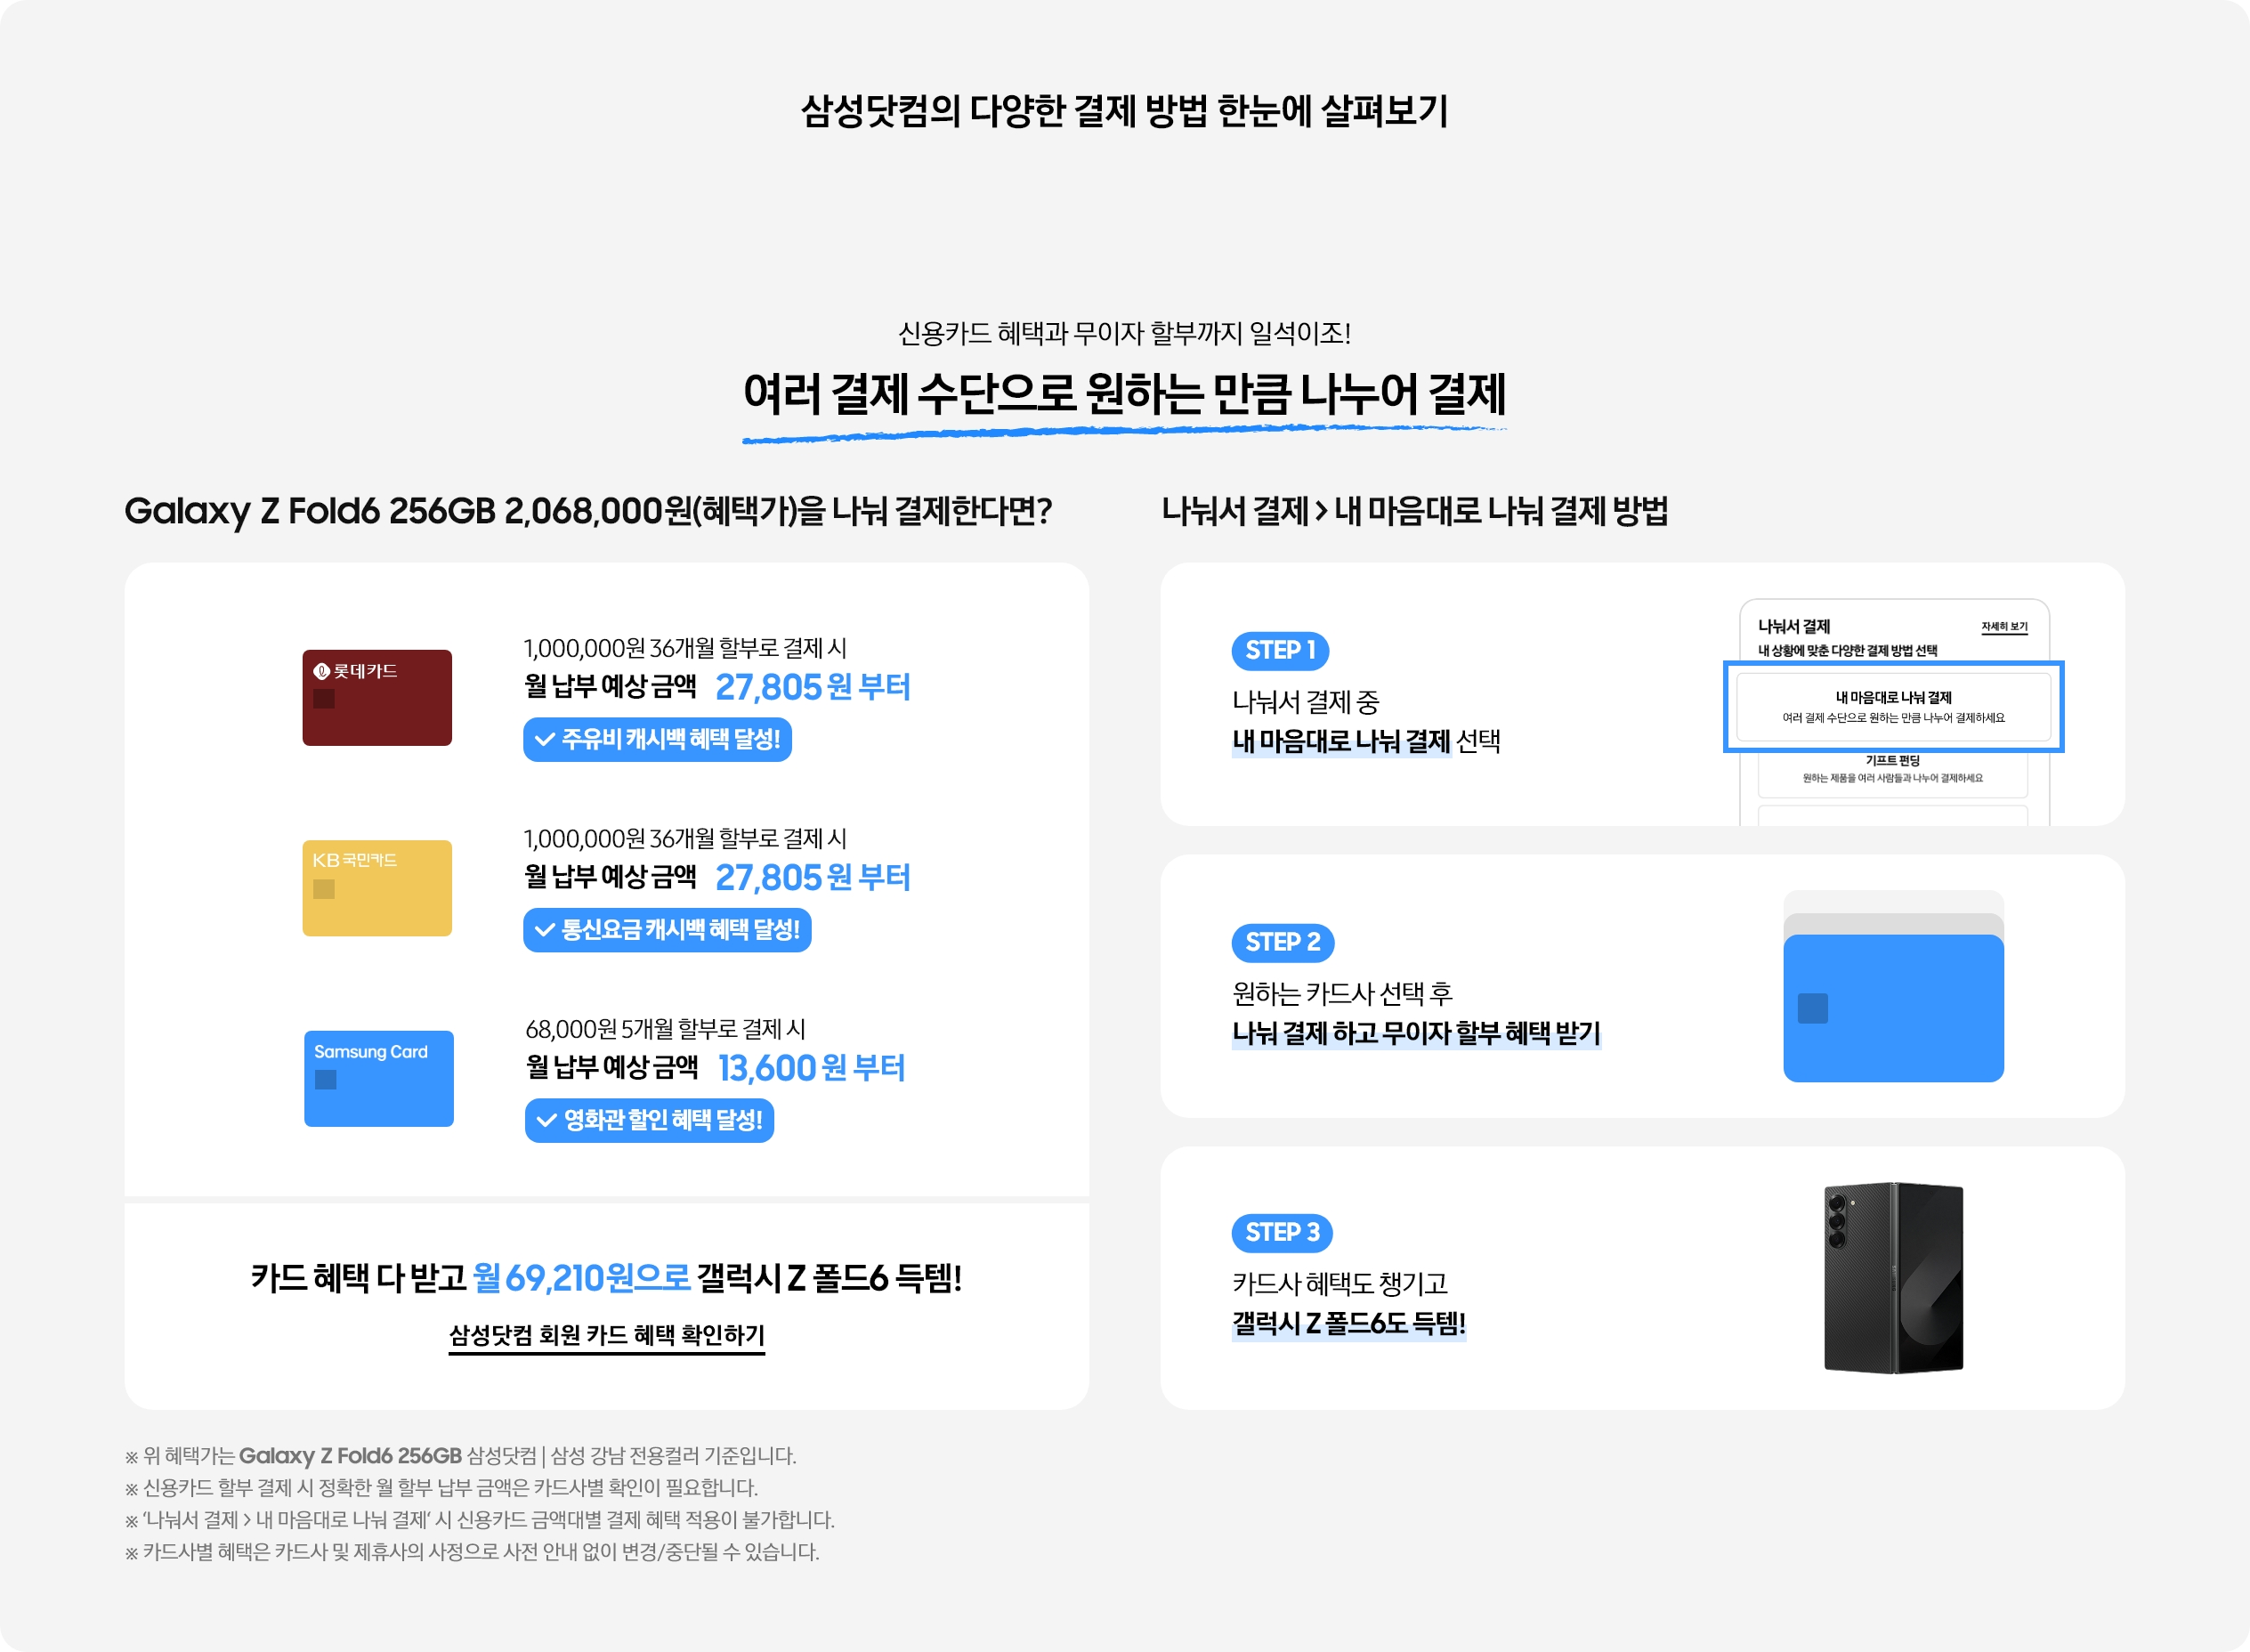 삼성닷컴의 다양한 결제 방법 한눈에 살펴보기
신용카드 혜택과 무이자 할부까지 일석이조!
여러 결제 수단으로 원하는 만큼 나누어 결제
Galaxy Z Fold6 256GB 2,068,000원(혜택가)을 나눠 결제한다면?
롯데카드
1,000,000원 36개월 할부로 결제 시
월 납부 예상 금액 27,805원 부터
주유비 캐시백 혜택 달성!
KB국민카드
1,000,000원 36개월 할부로 결제 시
월 납부 예상 금액 27,805원 부터
통신요금 캐시백 혜택 달성!
Samsung Card
68,000원 5개월 할부로 결제 시
월 납부 예상 금액 13,600원 부터
영화관 할인 혜택 달성!
카드 혜택 다 받고 월 69,210원으로 갤럭시 Z 폴드6 득템!
삼성닷컴 회원 카드 혜택 확인하기
나눠서 결제 > 내 마음대로 나눠 결제 방법
STEP 1
나눠서 결제 중
내 마음대로 나눠 결제 선택
나눠서 결제
자세히 보기
내 상황에 맞춘 다양한 결제 방법 선택
내 마음대로 나눠 결제
여러 결제 수단으로 원하는 만큼 나누어 결제하세요
기프트 펀딩
원하는 제품을 여러 사람들과 나누어 결제하세요
STEP 2
원하는 카드사 선택 후
나눠 결제 하고 무이자 할부 혜택 받기
STEP 3
카드사 혜택도 챙기고
갤럭시 Z 폴드6도 득템!
※ 위 혜택가는 Galaxy Z Fold6 256GB 삼성닷컴 | 삼성 강남 전용컬러 기준입니다.
※ 신용카드 할부 결제 시 정확한 월 할부 납부 금액은 카드사별 확인이 필요합니다.
※ ‘나눠서 결제 > 내 마음대로 나눠 결제‘ 시 신용카드 금액대별 결제 혜택 적용이 불가합니다.
※ 카드사별 혜택은 카드사 및 제휴사의 사정으로 사전 안내 없이 변경/중단될 수 있습니다.